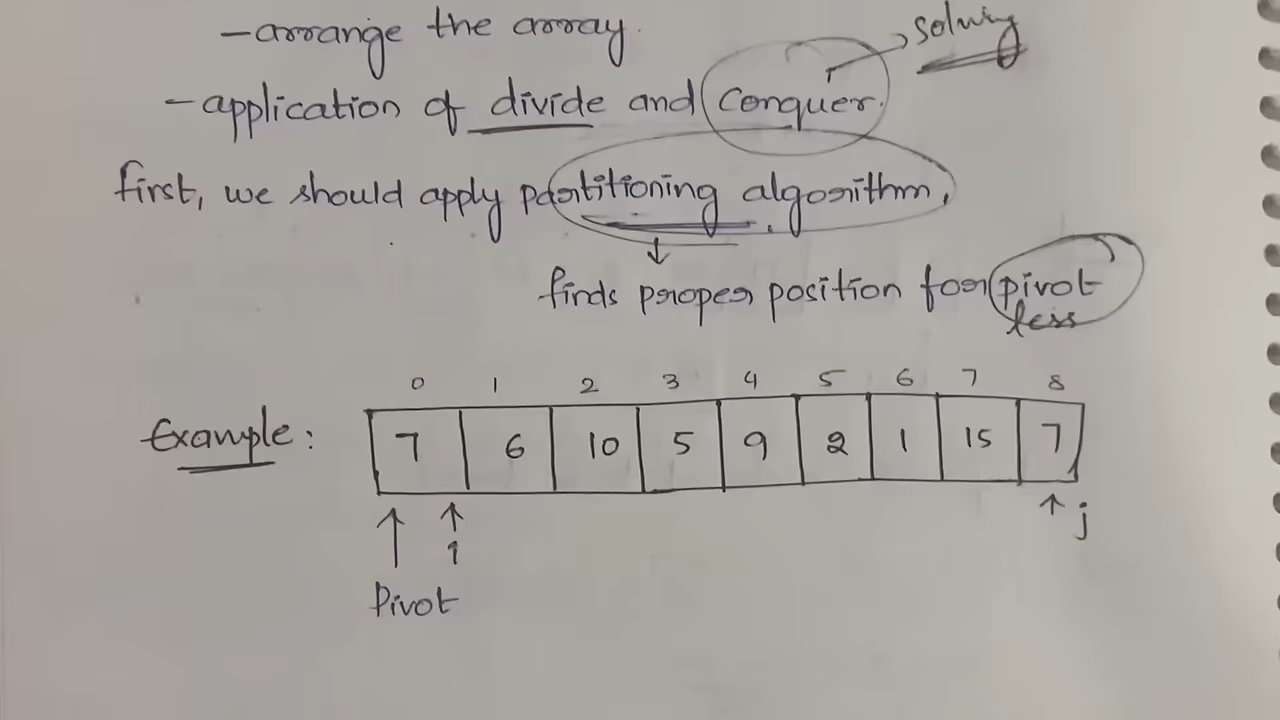 solving
-arrange the array.
-application of divide and conquer.
first, we should apply partitioning algorithm.
finds proper position for pivot
less
0 1 2 3 4 5 6 7 8
Example: 7 6 10 5 9 2 1 15 7
i j
Pivot